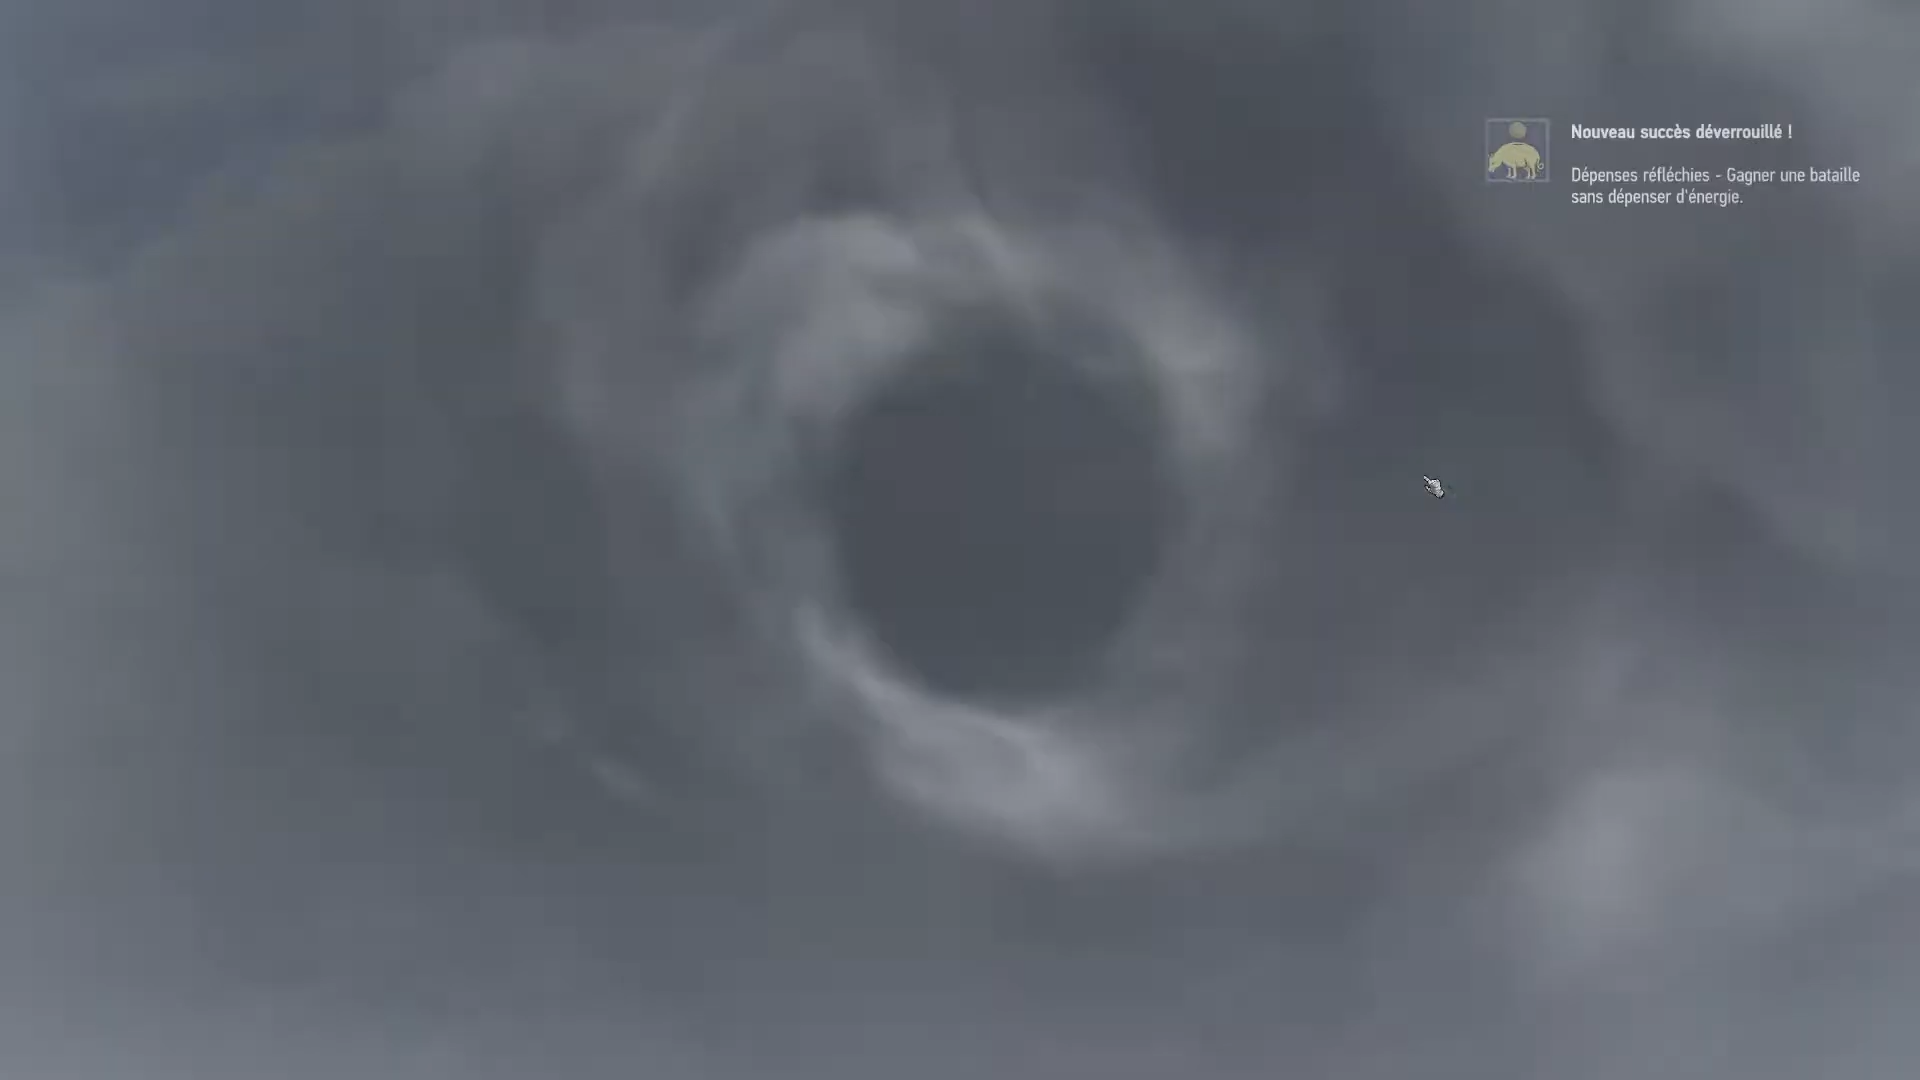 Nouveau succès déverrouillé !
Dépenses réfléchies - Gagner une bataille
sans dépenser d'énergie.